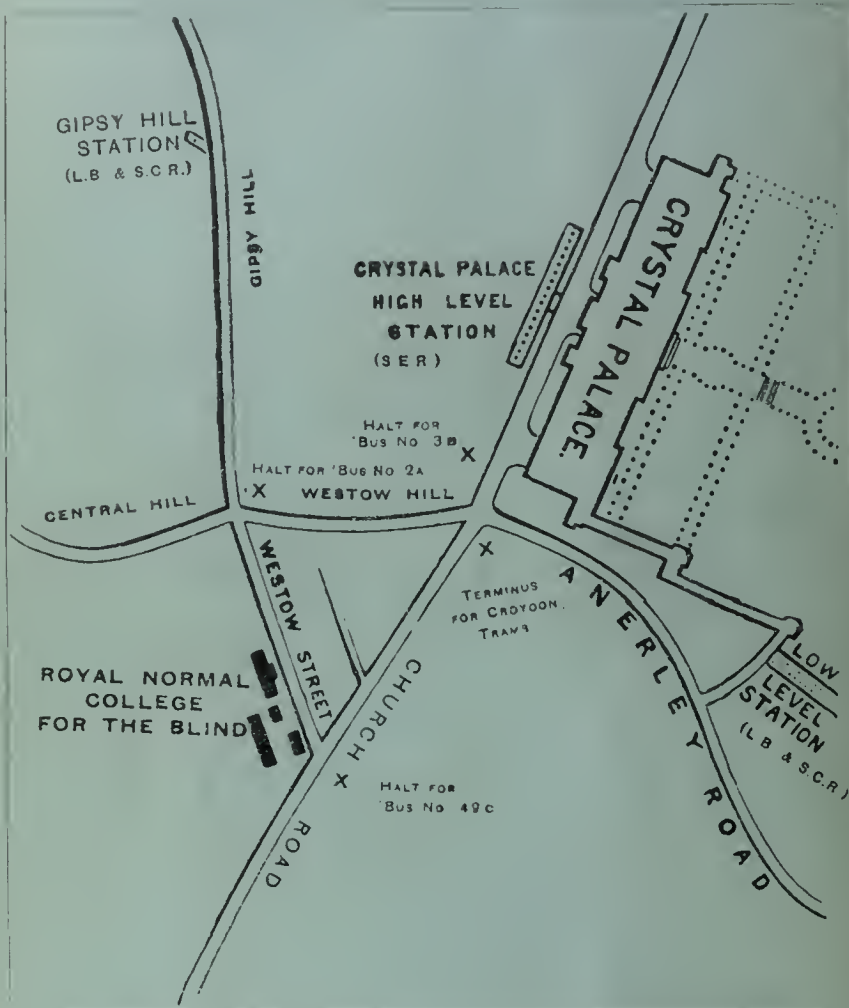 GIPSY HILL
STATION
(L.B & S.C.R.)
GIPSY HILL
CRYSTAL PALACE
HIGH LEVEL
STATION
(S E R)
CRYSTAL PALACE.
HALT FOR
'BUS NO 3B
HALT FOR 'BUS NO 2A
WESTOW HILL
CENTRAL HILL
WESTOW STREET
TERMINUS
FOR CROYDON
TRAMS
ANERLEY ROAD
LOW
LEVEL
STATION
(L B & S.C.R)
ROYAL NORMAL
COLLEGE
FOR THE BLIND
CHURCH ROAD
HALT FOR
'BUS NO 49C